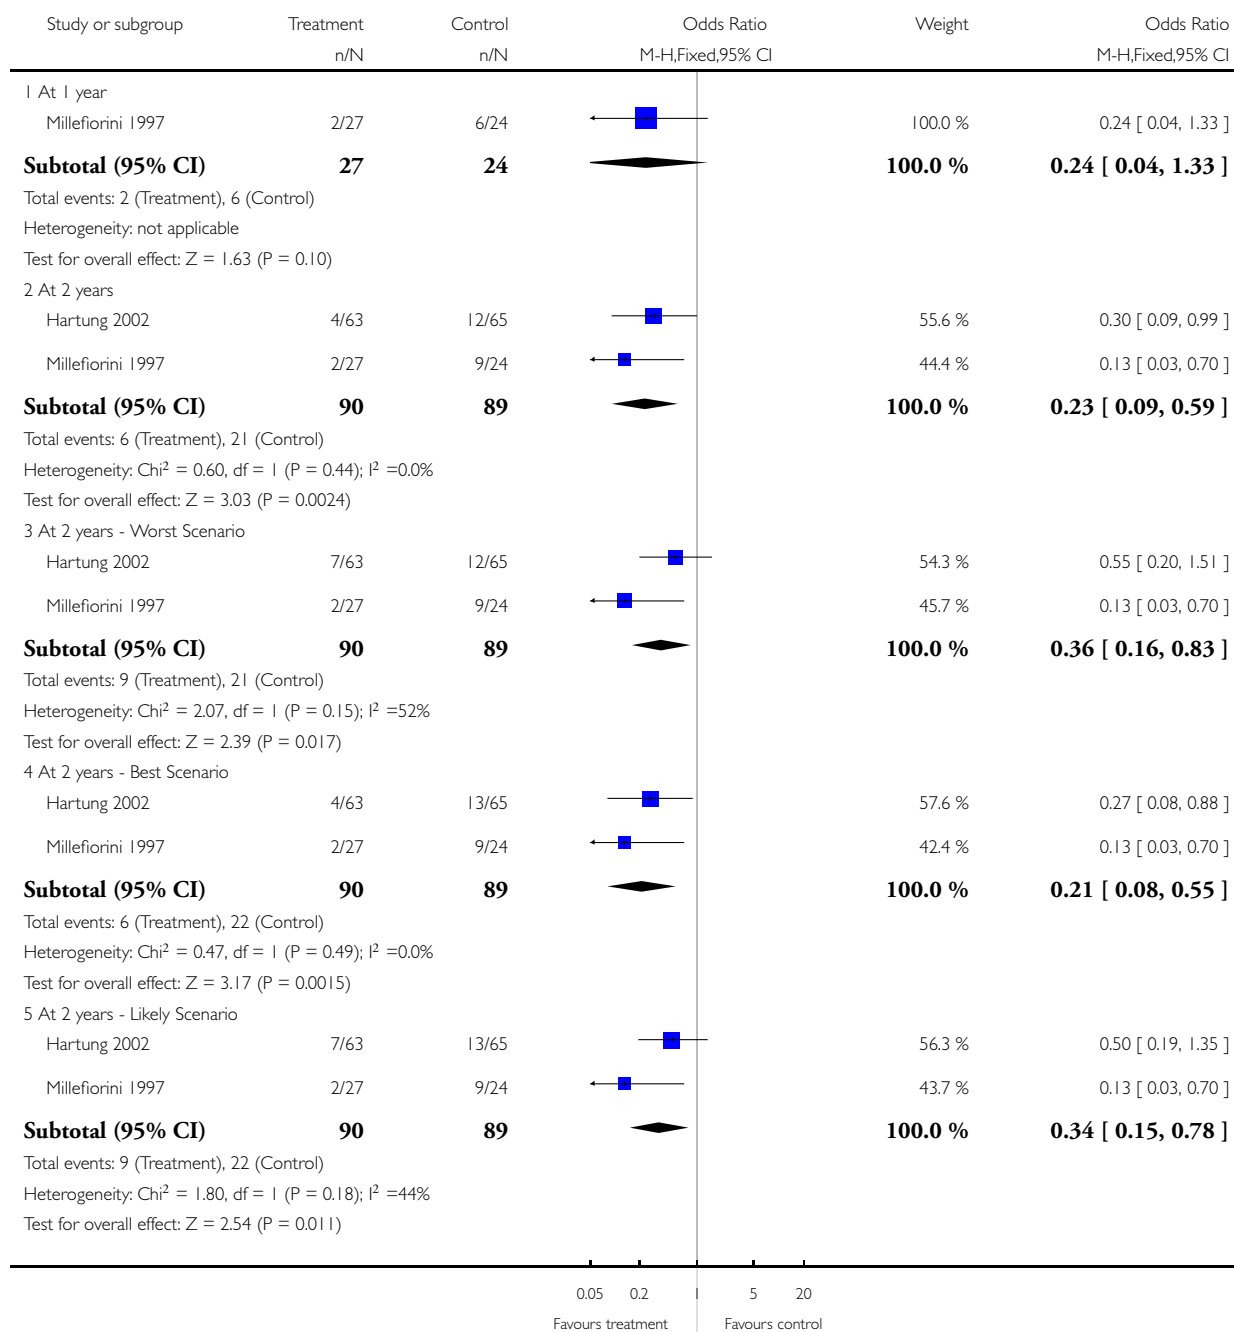 Study or subgroup Treatment Control Odds Ratio Weight Odds Ratio
n/N n/N M-H,Fixed,95% CI M-H,Fixed,95% CI
1 At 1 year
Millefiorini 1997 2/27 6/24 100.0 % 0.24 [ 0.04, 1.33 ]
Subtotal (95% CI) 27 24 100.0 % 0.24 [ 0.04, 1.33 ]
Total events: 2 (Treatment), 6 (Control)
Heterogeneity: not applicable
Test for overall effect: Z = 1.63 (P = 0.10)
2 At 2 years
Hartung 2002 4/63 12/65 55.6 % 0.30 [ 0.09, 0.99 ]
Millefiorini 1997 2/27 9/24 44.4 % 0.13 [ 0.03, 0.70 ]
Subtotal (95% CI) 90 89 100.0 % 0.23 [ 0.09, 0.59 ]
Total events: 6 (Treatment), 21 (Control)
Heterogeneity: Chi² = 0.60, df = 1 (P = 0.44); I² =0.0%
Test for overall effect: Z = 3.03 (P = 0.0024)
3 At 2 years - Worst Scenario
Hartung 2002 7/63 12/65 54.3 % 0.55 [ 0.20, 1.51 ]
Millefiorini 1997 2/27 9/24 45.7 % 0.13 [ 0.03, 0.70 ]
Subtotal (95% CI) 90 89 100.0 % 0.36 [ 0.16, 0.83 ]
Total events: 9 (Treatment), 21 (Control)
Heterogeneity: Chi² = 2.07, df = 1 (P = 0.15); I² =52%
Test for overall effect: Z = 2.39 (P = 0.017)
4 At 2 years - Best Scenario
Hartung 2002 4/63 13/65 57.6 % 0.27 [ 0.08, 0.88 ]
Millefiorini 1997 2/27 9/24 42.4 % 0.13 [ 0.03, 0.70 ]
Subtotal (95% CI) 90 89 100.0 % 0.21 [ 0.08, 0.55 ]
Total events: 6 (Treatment), 22 (Control)
Heterogeneity: Chi² = 0.47, df = 1 (P = 0.49); I² =0.0%
Test for overall effect: Z = 3.17 (P = 0.0015)
5 At 2 years - Likely Scenario
Hartung 2002 7/63 13/65 56.3 % 0.50 [ 0.19, 1.35 ]
Millefiorini 1997 2/27 9/24 43.7 % 0.13 [ 0.03, 0.70 ]
Subtotal (95% CI) 90 89 100.0 % 0.34 [ 0.15, 0.78 ]
Total events: 9 (Treatment), 22 (Control)
Heterogeneity: Chi² = 1.80, df = 1 (P = 0.18); I² =44%
Test for overall effect: Z = 2.54 (P = 0.011)
0.05 0.2 1 5 20
Favours treatment Favours control